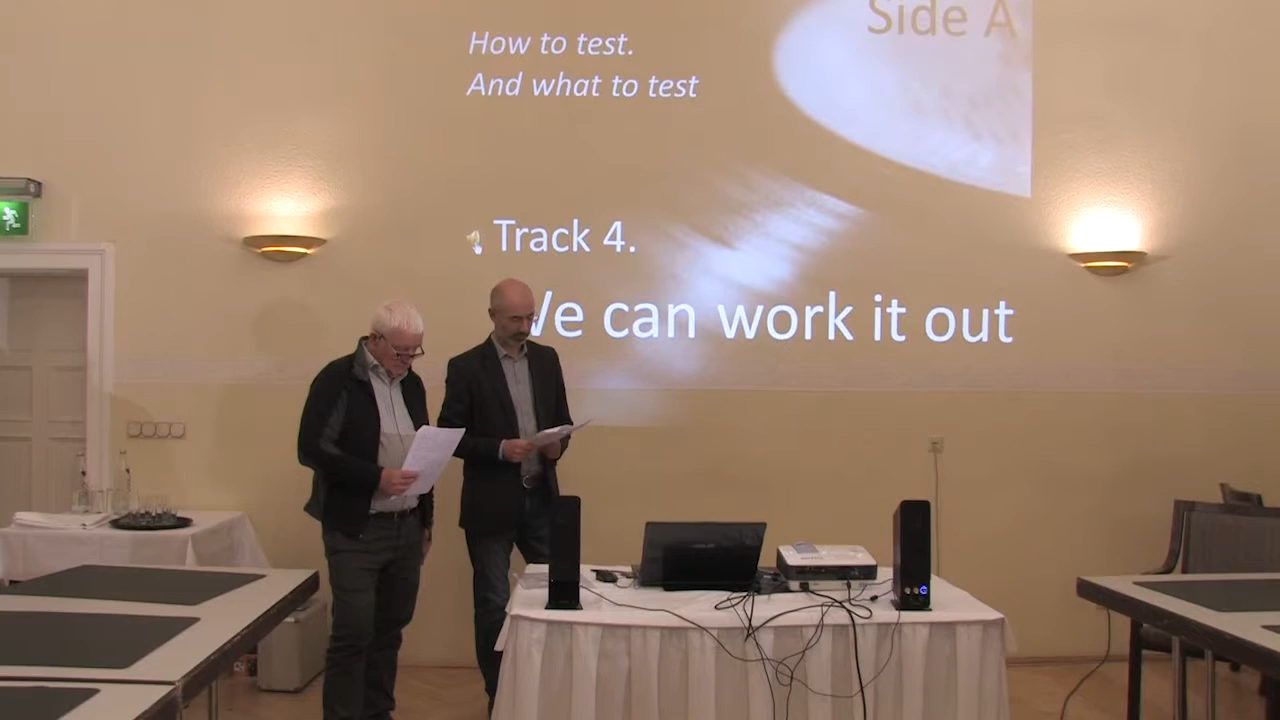 Side A
How to test.
And what to test
Track 4.
We can work it out